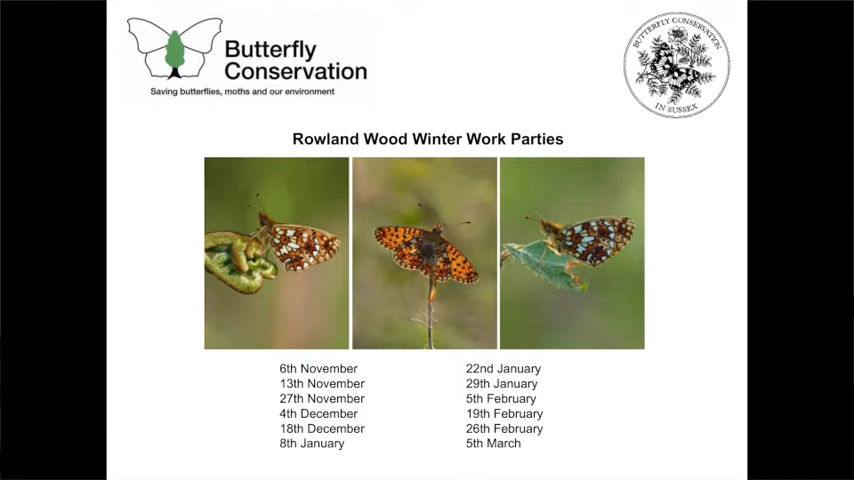 Butterfly
Conservation
Saving butterflies, moths and our environment
BUTTERFLY CONSERVATION
IN SUSSEX
Rowland Wood Winter Work Parties
6th November
13th November
27th November
4th December
18th December
8th January
22nd January
29th January
5th February
19th February
26th February
5th March